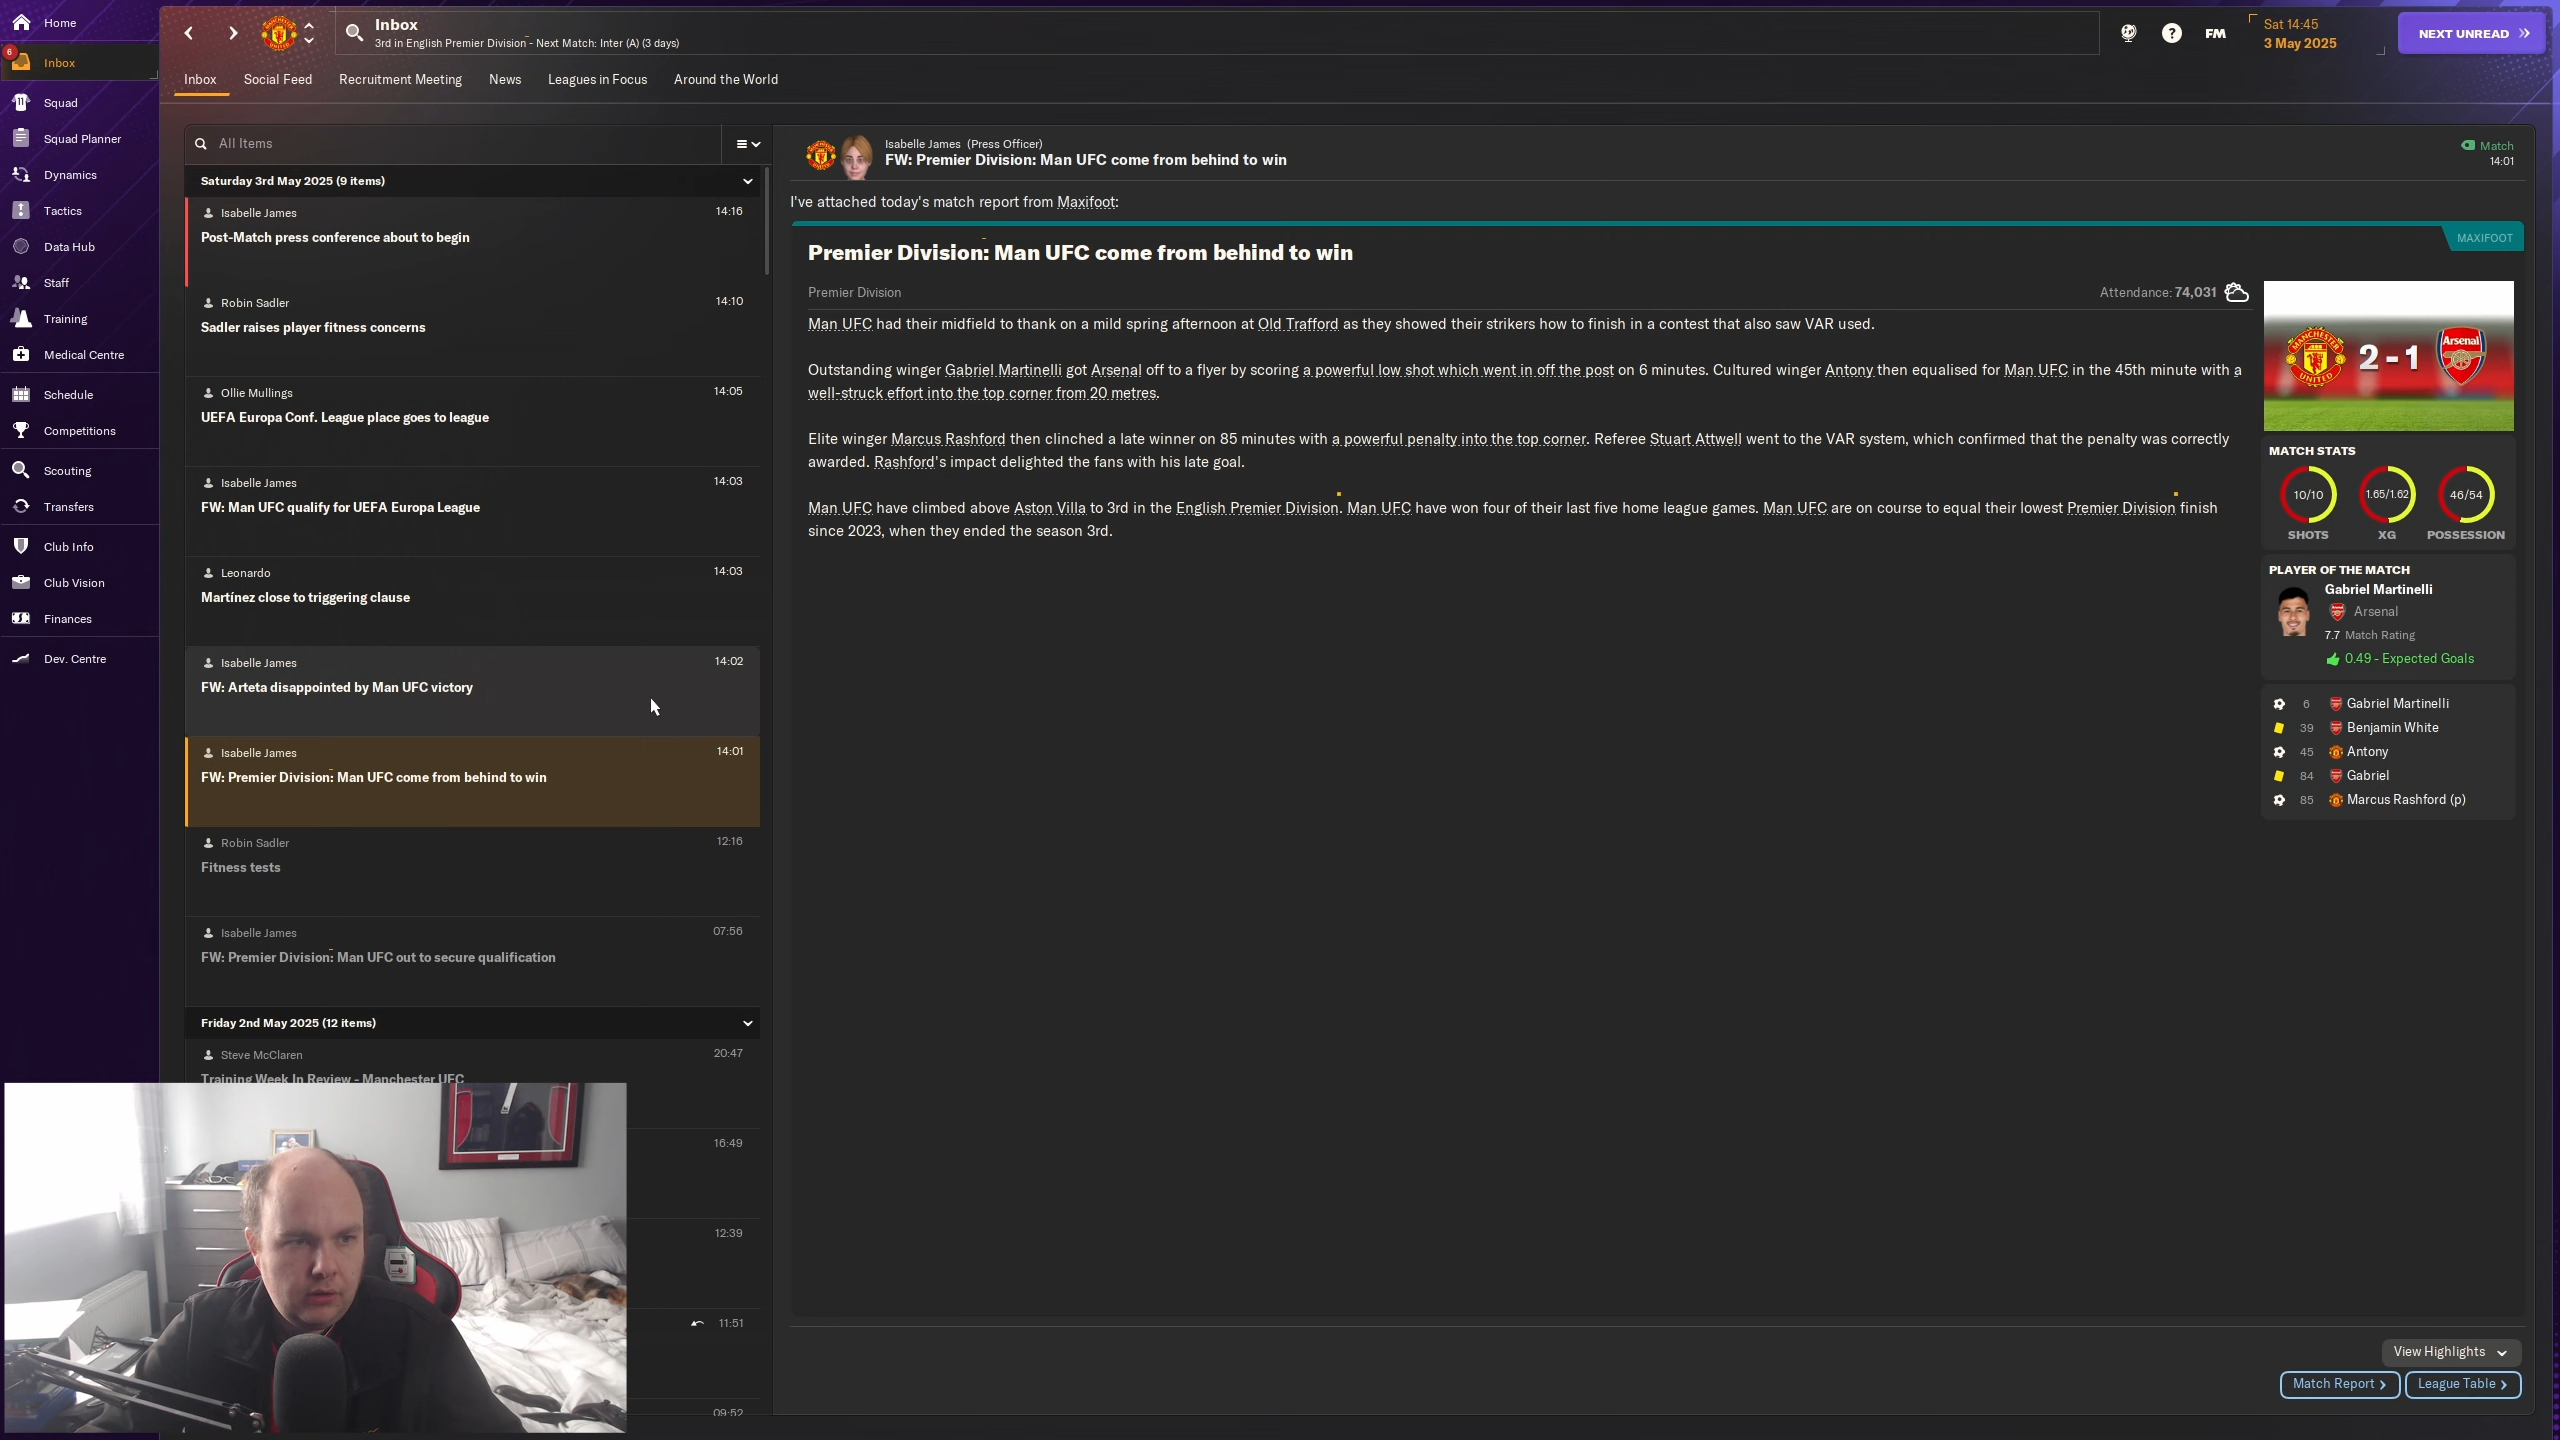 Home
6
Inbox
Squad
Squad Planner
Dynamics
Tactics
Data Hub
Staff
Training
Medical Centre
Schedule
Competitions
Scouting
Transfers
Club Info
Club Vision
Finances
Dev. Centre
Inbox
3rd in English Premier Division - Next Match: Inter (A) (3 days)
FM
Sat 14:45
3 May 2025
NEXT UNREAD
Inbox Social Feed Recruitment Meeting News Leagues in Focus Around the World
All Items
Saturday 3rd May 2025 (9 items)
Isabelle James 14:16
Post-Match press conference about to begin
Robin Sadler 14:10
Sadler raises player fitness concerns
Ollie Mullings 14:05
UEFA Europa Conf. League place goes to league
Isabelle James 14:03
FW: Man UFC qualify for UEFA Europa League
Leonardo 14:03
Martínez close to triggering clause
Isabelle James 14:02
FW: Arteta disappointed by Man UFC victory
Isabelle James 14:01
FW: Premier Division: Man UFC come from behind to win
Robin Sadler 12:16
Fitness tests
Isabelle James 07:56
FW: Premier Division: Man UFC out to secure qualification
Friday 2nd May 2025 (12 items)
Steve McClaren 20:47
Training Week In Review - Manchester UFC
16:49
12:39
11:51
09:52
Isabelle James (Press Officer)
FW: Premier Division: Man UFC come from behind to win
Match
14:01
I've attached today's match report from Maxifoot:
MAXIFOOT
Premier Division: Man UFC come from behind to win
Premier Division
Attendance: 74,031
Man UFC had their midfield to thank on a mild spring afternoon at Old Trafford as they showed their strikers how to finish in a contest that also saw VAR used.
Outstanding winger Gabriel Martinelli got Arsenal off to a flyer by scoring a powerful low shot which went in off the post on 6 minutes. Cultured winger Antony then equalised for Man UFC in the 45th minute with a
well-struck effort into the top corner from 20 metres.
Elite winger Marcus Rashford then clinched a late winner on 85 minutes with a powerful penalty into the top corner. Referee Stuart Attwell went to the VAR system, which confirmed that the penalty was correctly
awarded. Rashford's impact delighted the fans with his late goal.
Man UFC have climbed above Aston Villa to 3rd in the English Premier Division. Man UFC have won four of their last five home league games. Man UFC are on course to equal their lowest Premier Division finish
since 2023, when they ended the season 3rd.
MANCHESTER
UNITED
2 - 1
Arsenal
MATCH STATS
10/10 1.65/1.62 46/54
SHOTS XG POSSESSION
PLAYER OF THE MATCH
Gabriel Martinelli
Arsenal
7.7 Match Rating
0.49 - Expected Goals
6 Gabriel Martinelli
39 Benjamin White
45 Antony
84 Gabriel
85 Marcus Rashford (p)
View Highlights
Match Report
League Table